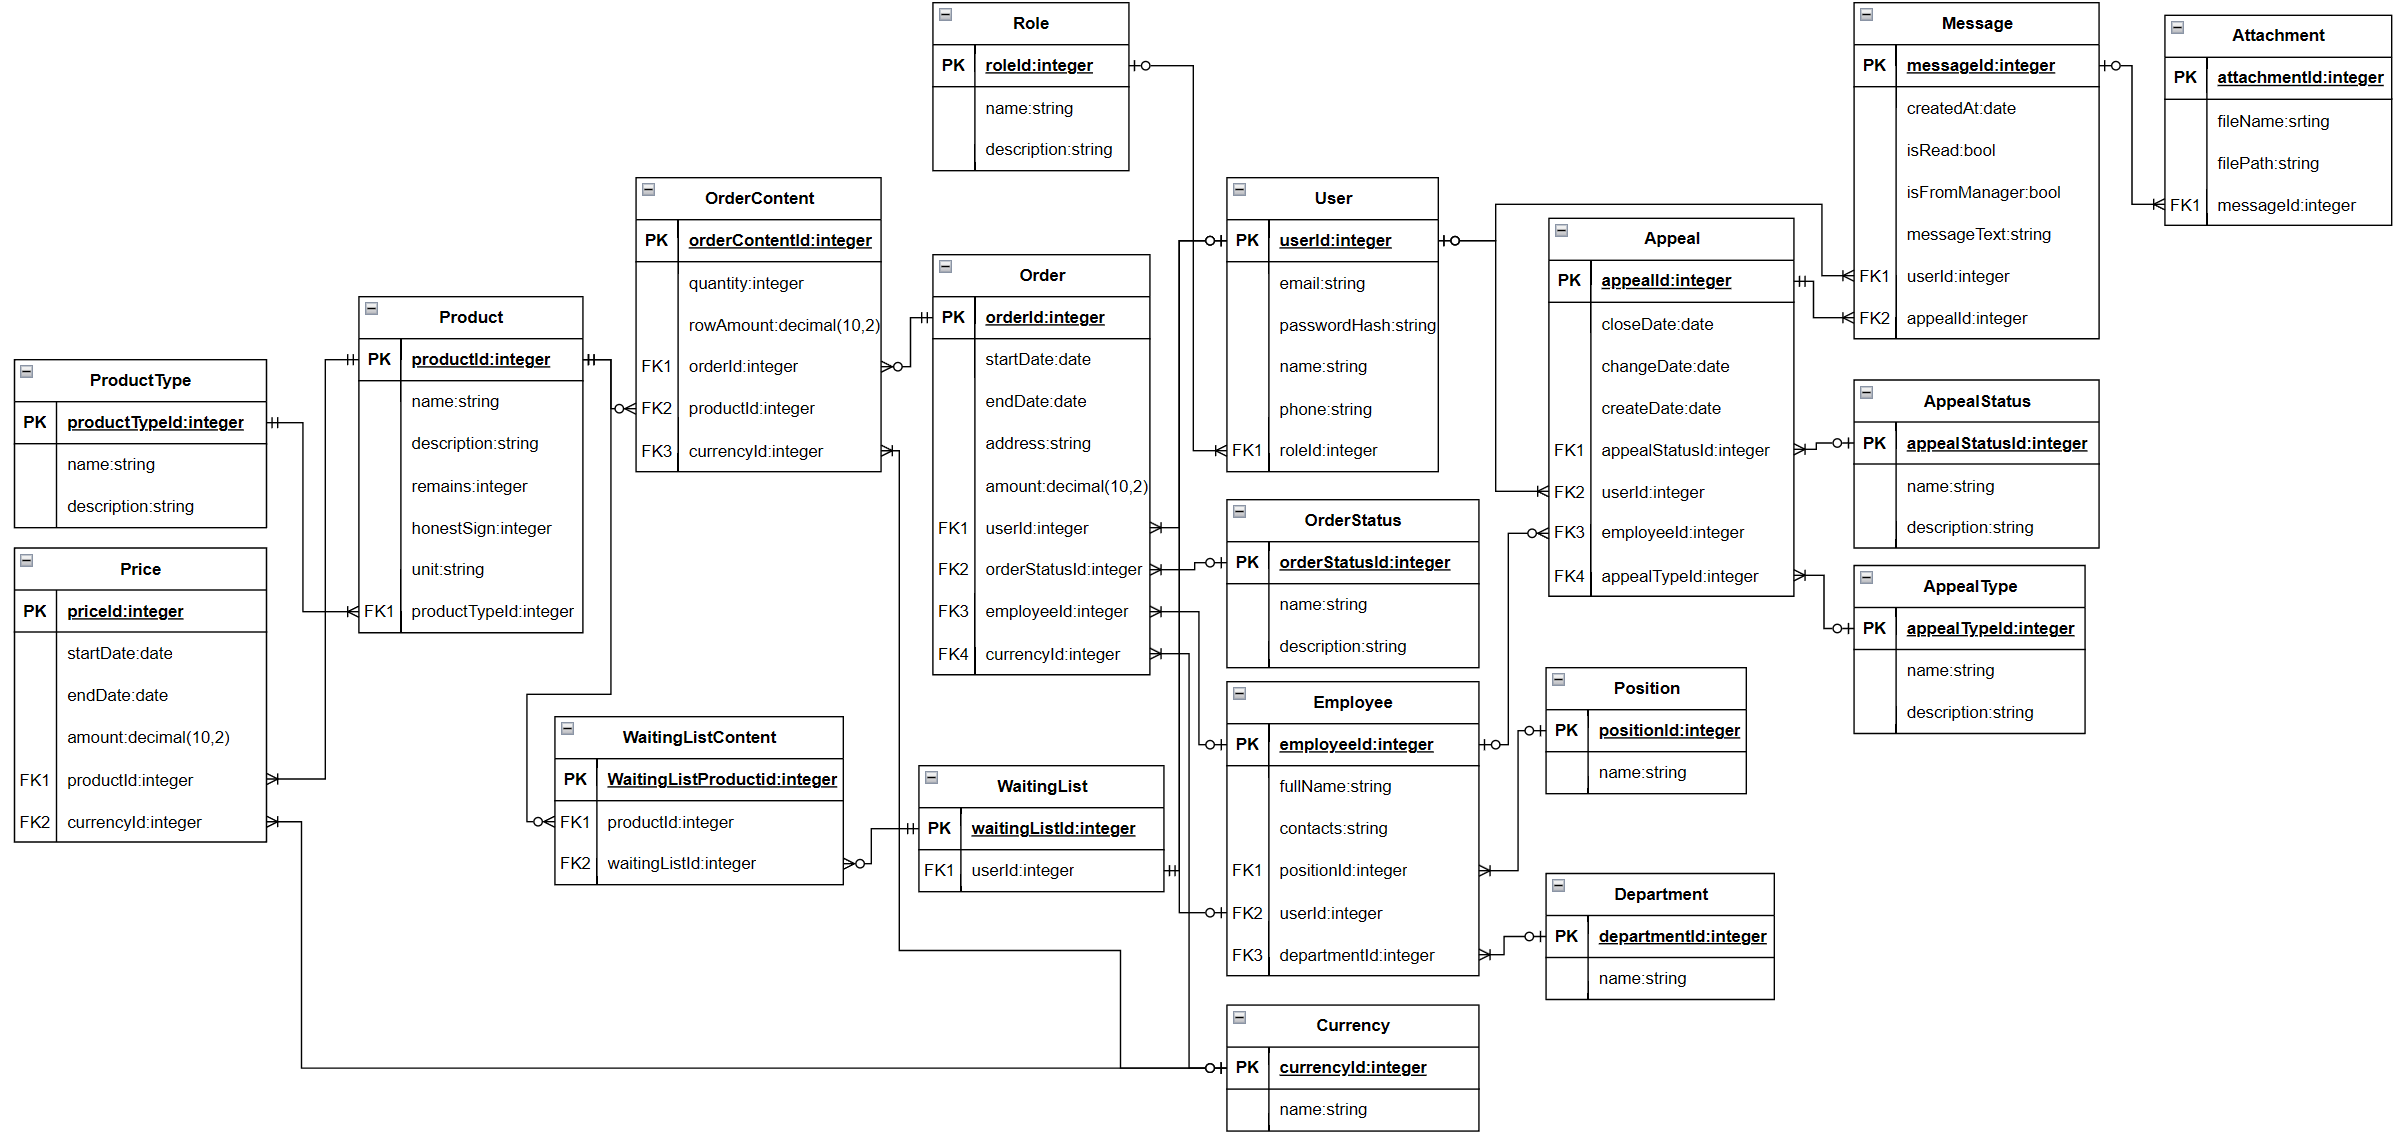 Role
PK roleId:integer
name:string
description:string
Message
PK messageId:integer
createdAt:date
isRead:bool
isFromManager:bool
messageText:string
FK1 userId:integer
FK2 appealId:integer
Attachment
PK attachmentId:integer
fileName:srting
filePath:string
FK1 messageId:integer
OrderContent
PK orderContentId:integer
quantity:integer
rowAmount:decimal(10,2)
FK1 orderId:integer
FK2 productId:integer
FK3 currencyId:integer
User
PK userId:integer
email:string
passwordHash:string
name:string
phone:string
FK1 roleId:integer
Appeal
PK appealId:integer
closeDate:date
changeDate:date
createDate:date
FK1 appealStatusId:integer
FK2 userId:integer
FK3 employeeId:integer
FK4 appealTypeId:integer
Order
PK orderId:integer
startDate:date
endDate:date
address:string
amount:decimal(10,2)
FK1 userId:integer
FK2 orderStatusId:integer
FK3 employeeId:integer
FK4 currencyId:integer
Product
PK productId:integer
name:string
description:string
remains:integer
honestSign:integer
unit:string
FK1 productTypeId:integer
ProductType
PK productTypeId:integer
name:string
description:string
AppealStatus
PK appealStatusId:integer
name:string
description:string
OrderStatus
PK orderStatusId:integer
name:string
description:string
Price
PK priceId:integer
startDate:date
endDate:date
amount:decimal(10,2)
FK1 productId:integer
FK2 currencyId:integer
AppealType
PK appealTypeId:integer
name:string
description:string
Position
PK positionId:integer
name:string
Employee
PK employeeId:integer
fullName:string
contacts:string
FK1 positionId:integer
FK2 userId:integer
FK3 departmentId:integer
WaitingListContent
PK WaitingListProductid:integer
FK1 productId:integer
FK2 waitingListId:integer
WaitingList
PK waitingListId:integer
FK1 userId:integer
Department
PK departmentId:integer
name:string
Currency
PK currencyId:integer
name:string